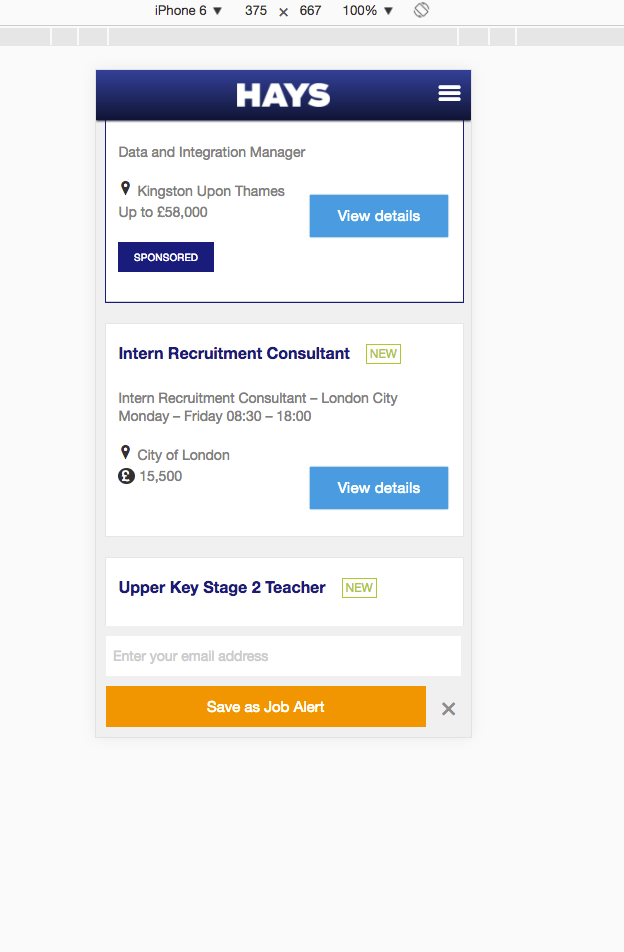 iPhone 6 ▼ 375 × 667 100% ▼
HAYS
Data and Integration Manager
Kingston Upon Thames
Up to £58,000
View details
SPONSORED
Intern Recruitment Consultant NEW
Intern Recruitment Consultant – London City
Monday – Friday 08:30 – 18:00
City of London
£ 15,500
View details
Upper Key Stage 2 Teacher NEW
Enter your email address
Save as Job Alert ×